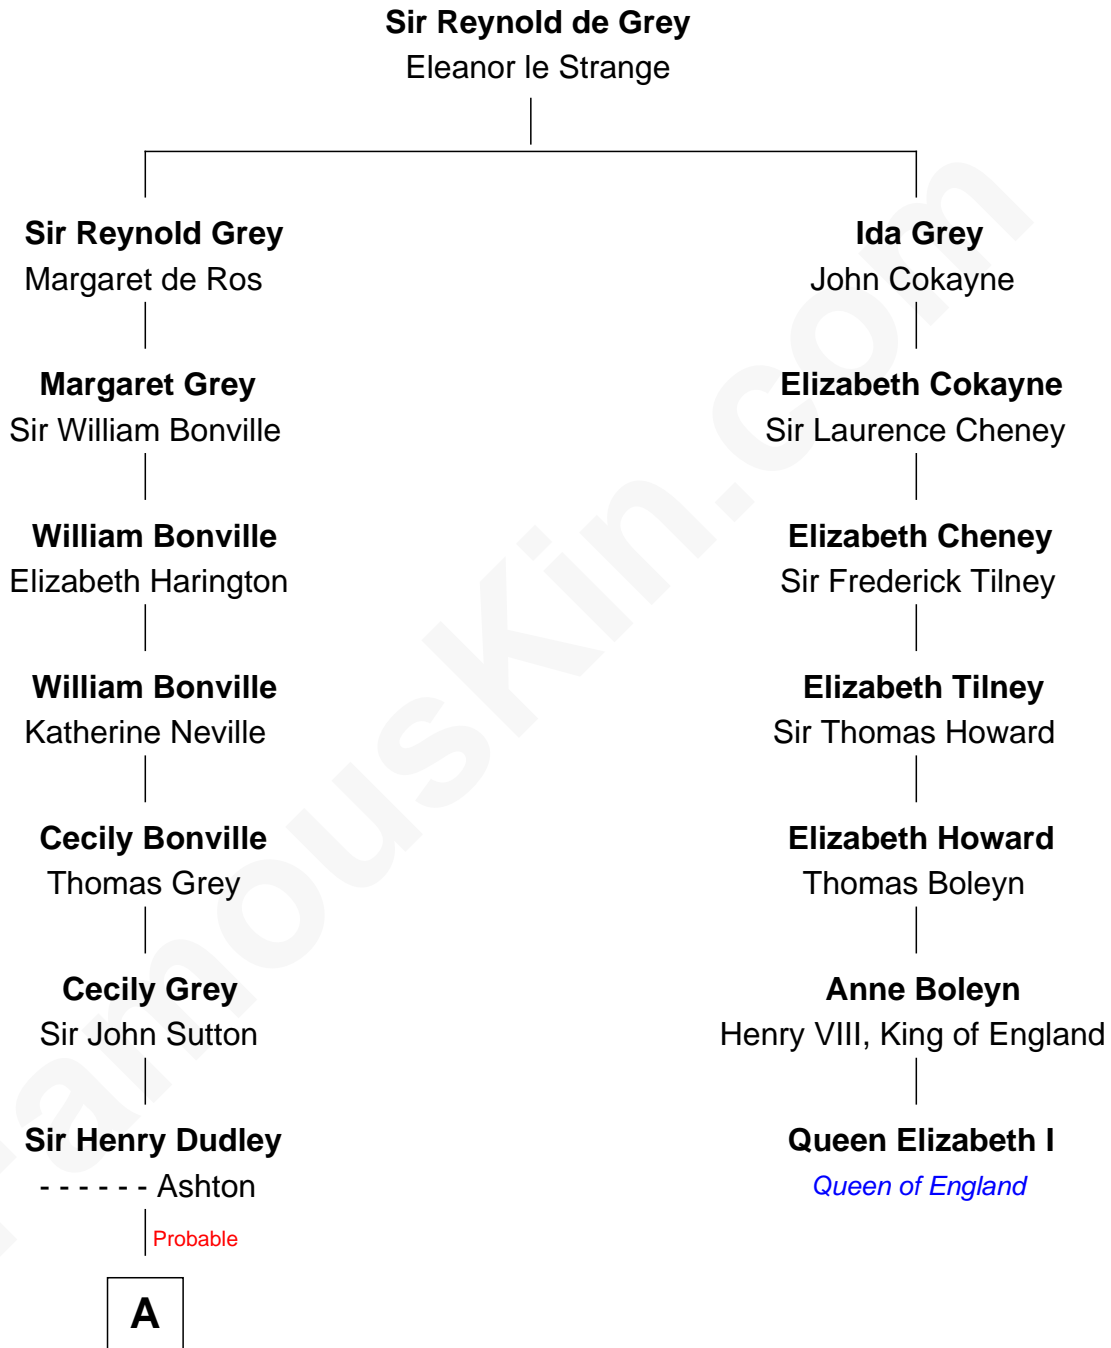 Sir Reynold de Grey
Eleanor le Strange
Sir Reynold Grey
Margaret de Ros
Ida Grey
John Cokayne
Margaret Grey
Sir William Bonville
Elizabeth Cokayne
Sir Laurence Cheney
William Bonville
Elizabeth Harington
Elizabeth Cheney
Sir Frederick Tilney
William Bonville
Katherine Neville
Elizabeth Tilney
Sir Thomas Howard
Cecily Bonville
Thomas Grey
Elizabeth Howard
Thomas Boleyn
Cecily Grey
Sir John Sutton
Anne Boleyn
Henry VIII, King of England
Sir Henry Dudley
- - - - - - Ashton
Queen Elizabeth I
Queen of England
Probable
A
FamousKin.com